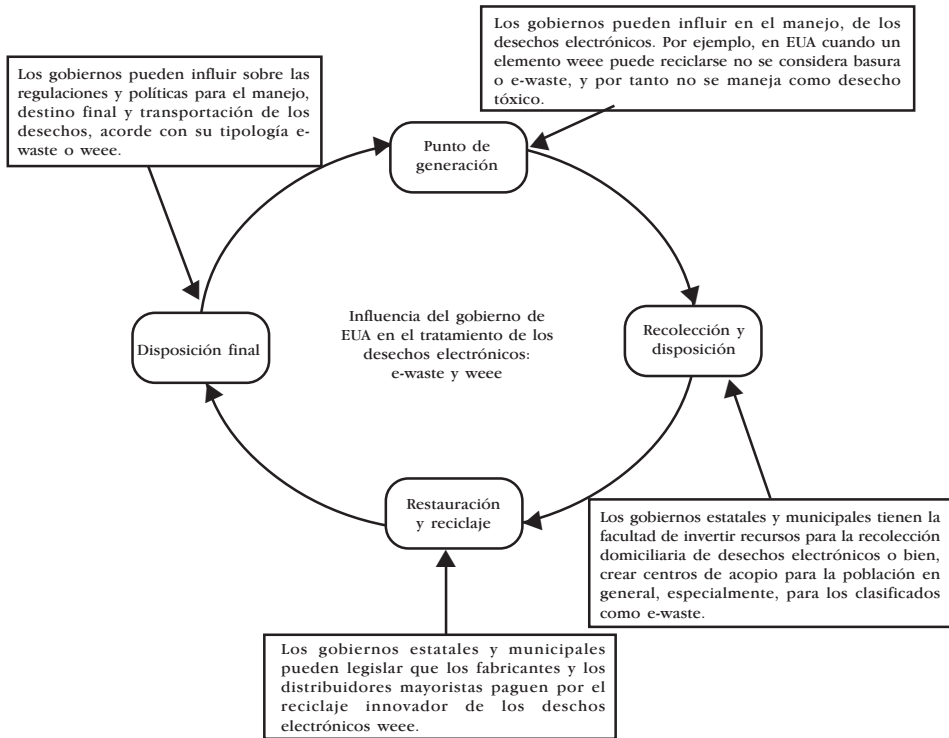 Los gobiernos pueden influir en el manejo, de los
desechos electrónicos. Por ejemplo, en EUA cuando un
elemento weee puede reciclarse no se considera basura
o e-waste, y por tanto no se maneja como desecho
tóxico.
Los gobiernos pueden influir sobre las
regulaciones y políticas para el manejo,
destino final y transportación de los
desechos, acorde con su tipología e-
waste o weee.
Punto de
generación
Influencia del gobierno de
EUA en el tratamiento de los
desechos electrónicos:
e-waste y weee
Disposición final
Recolección y
disposición
Restauración
y reciclaje
Los gobiernos estatales y municipales tienen la
facultad de invertir recursos para la recolección
domiciliaria de desechos electrónicos o bien,
crear centros de acopio para la población en
general, especialmente, para los clasificados
como e-waste.
Los gobiernos estatales y municipales
pueden legislar que los fabricantes y los
distribuidores mayoristas paguen por el
reciclaje innovador de los deschos
electrónicos weee.